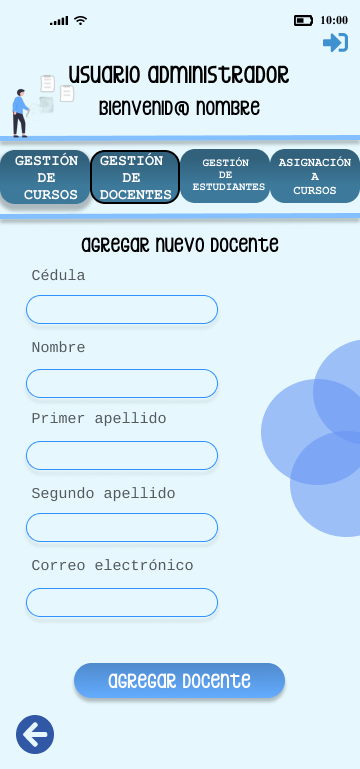 10:00
Usuario Administrador
Bienvenid@ Nombre
GESTIÓN
DE
CURSOS
GESTIÓN
DE
DOCENTES
GESTIÓN
DE
ESTUDIANTES
ASIGNACIÓN
A
CURSOS
Agregar Nuevo Docente
Cédula
Nombre
Primer apellido
Segundo apellido
Correo electrónico
Agregar Docente